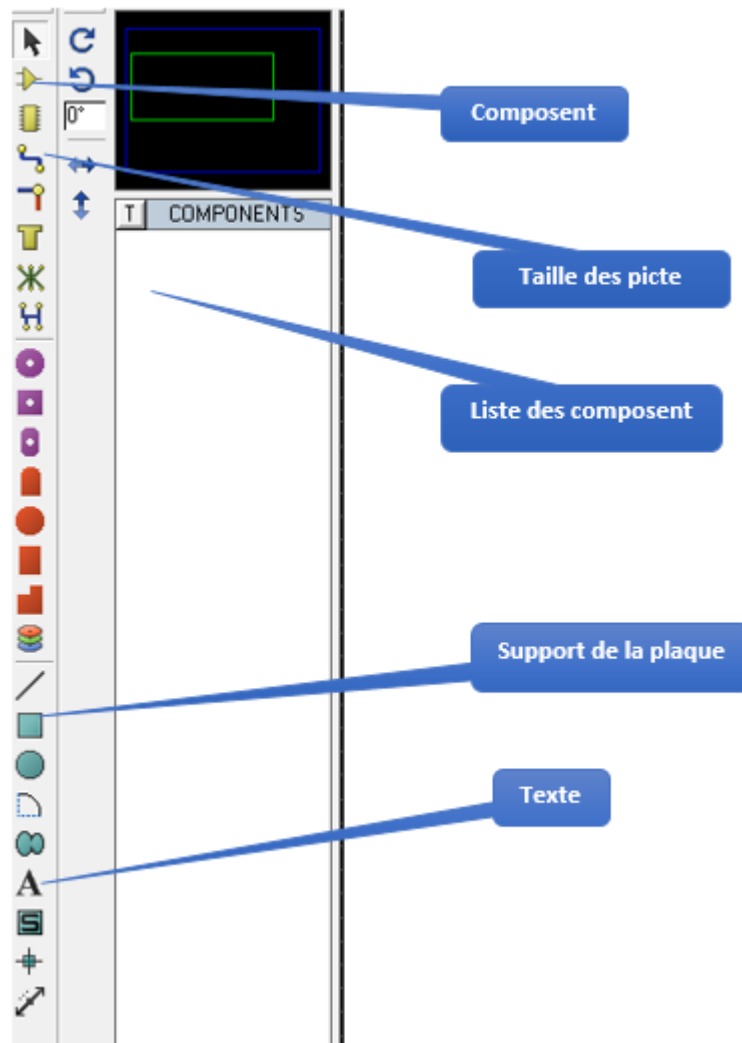 0°
Composent
T COMPONENTS
Taille des picte
Liste des composent
Support de la plaque
Texte
A
S